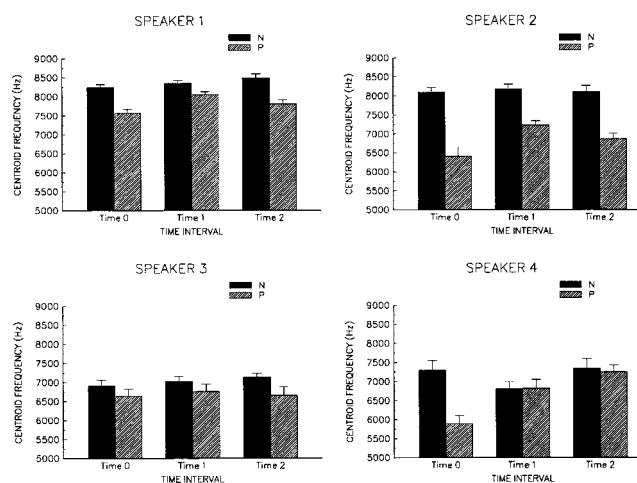 SPEAKER 1
N
P
CENTROID FREQUENCY (Hz)
9000
8500
8000
7500
7000
6500
6000
5500
5000
Time 0 Time 1 Time 2
TIME INTERVAL
SPEAKER 2
N
P
CENTROID FREQUENCY (Hz)
9000
8500
8000
7500
7000
6500
6000
5500
5000
Time 0 Time 1 Time 2
TIME INTERVAL
SPEAKER 3
N
P
CENTROID FREQUENCY (Hz)
9000
8500
8000
7500
7000
6500
6000
5500
5000
Time 0 Time 1 Time 2
TIME INTERVAL
SPEAKER 4
N
P
CENTROID FREQUENCY (Hz)
9000
8500
8000
7500
7000
6500
6000
5500
5000
Time 0 Time 1 Time 2
TIME INTERVAL